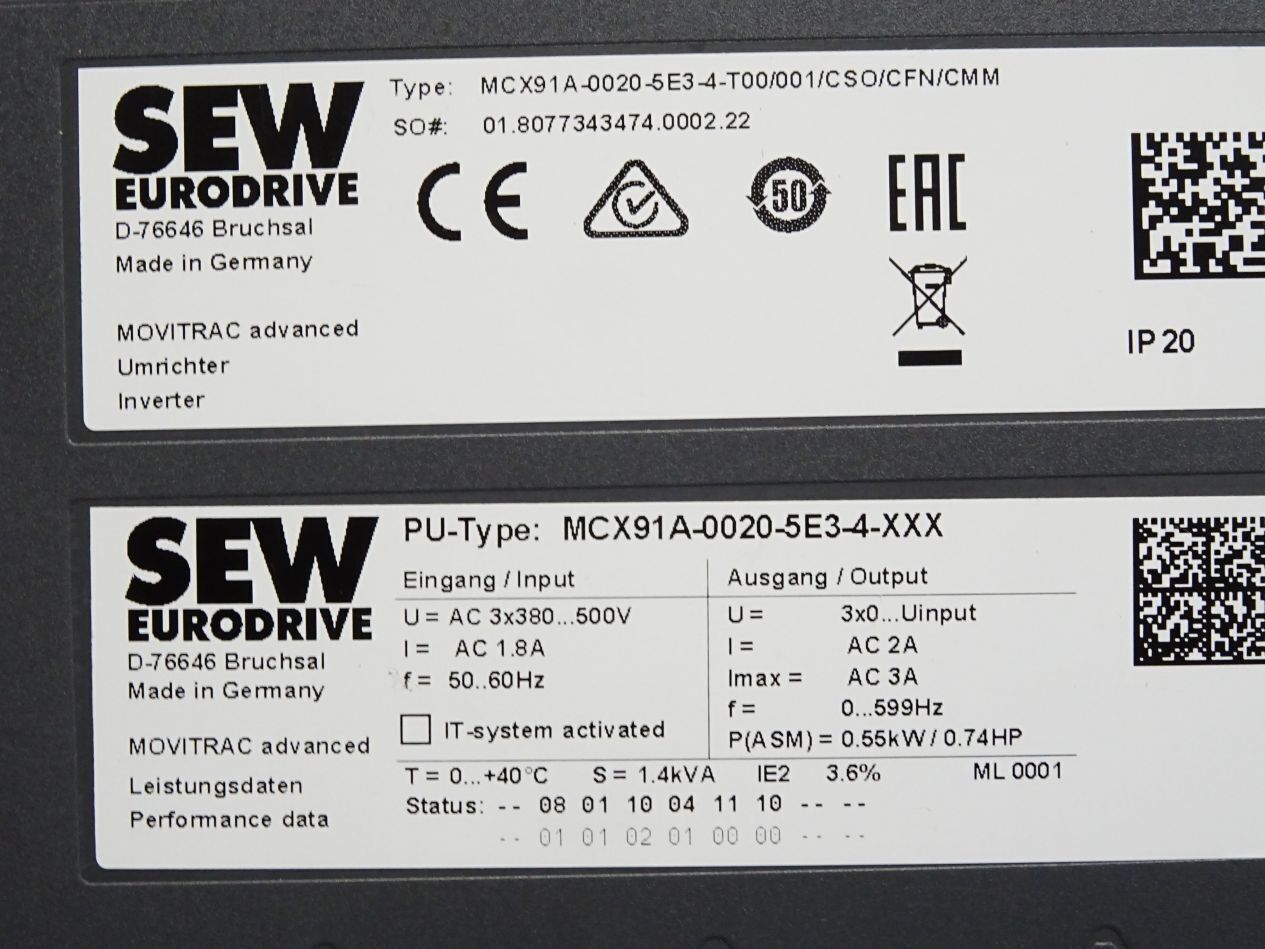 SEW
EURODRIVE
D-76646 Bruchsal
Made in Germany
MOVITRAC advanced
Umrichter
Inverter
Type: MCX91A-0020-5E3-4-T00/001/CSO/CFN/CMM
SO#: 01.8077343474.0002.22
CE
50
EAC
IP 20
SEW
EURODRIVE
D-76646 Bruchsal
Made in Germany
MOVITRAC advanced
Leistungsdaten
Performance data
PU-Type: MCX91A-0020-5E3-4-XXX
Eingang / Input
U = AC 3x380...500V
I = AC 1.8A
f = 50..60Hz
IT-system activated
Ausgang / Output
U = 3x0...Uinput
I = AC 2A
Imax = AC 3A
f = 0...599Hz
P(ASM) = 0.55kW / 0.74HP
T = 0...+40°C S = 1.4kVA IE2 3.6% ML 0001
Status: -- 08 01 10 04 11 10 -- --
-- 01 01 02 01 00 00 -- --